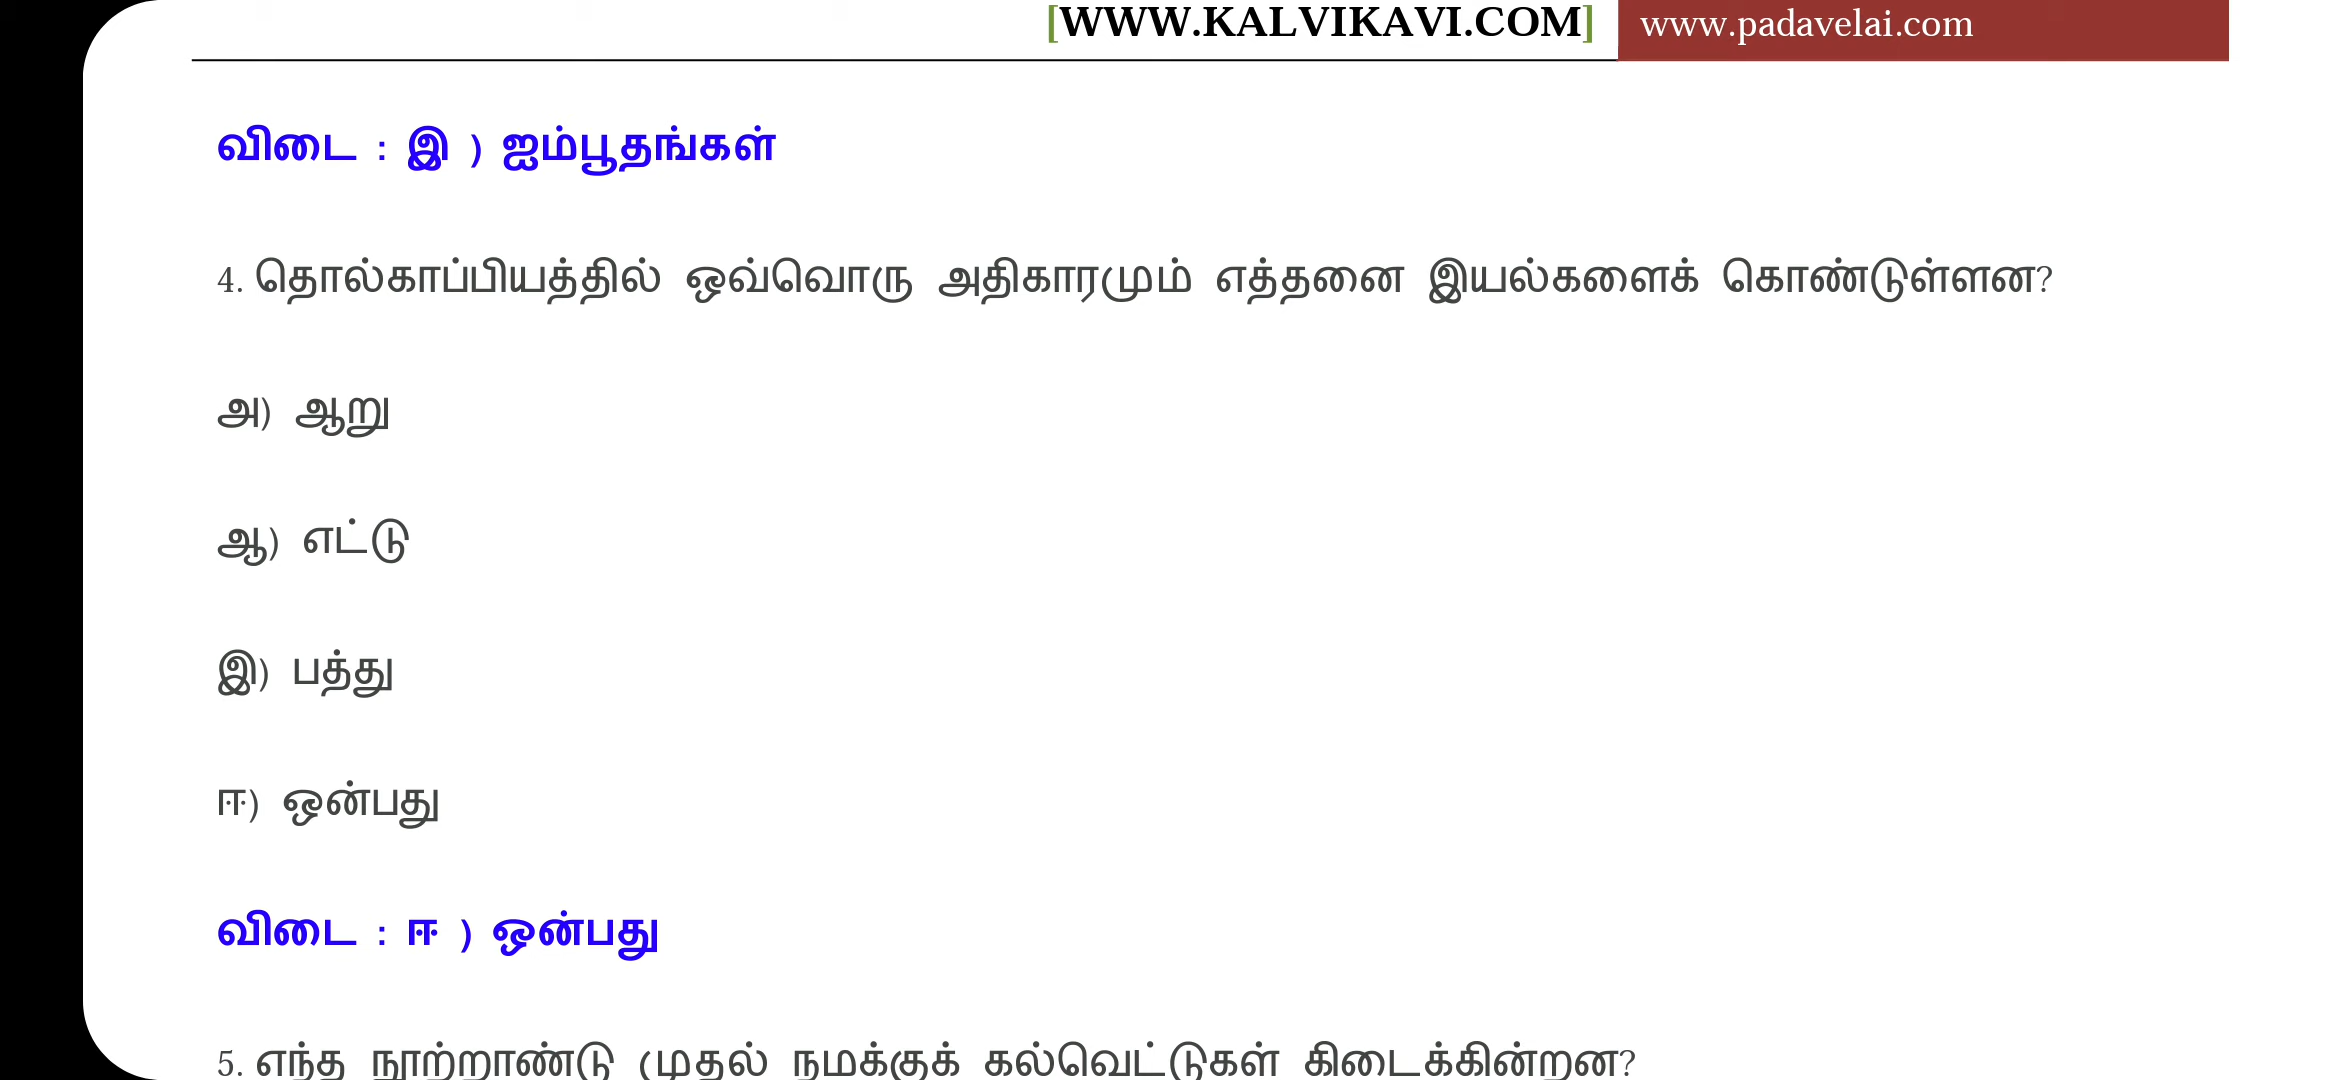 [WWW.KALVIKAVI.COM] www.padavelai.com
விடை : இ ) ஐம்பூதங்கள்
4. தொல்காப்பியத்தில் ஒவ்வொரு அதிகாரமும் எத்தனை இயல்களைக் கொண்டுள்ளன?
அ) ஆறு
ஆ) எட்டு
இ) பத்து
ஈ) ஒன்பது
விடை : ஈ ) ஒன்பது
5. எந்த நூற்றாண்டு முதல் நமக்குக் கல்வெட்டுகள் கிடைக்கின்றன?